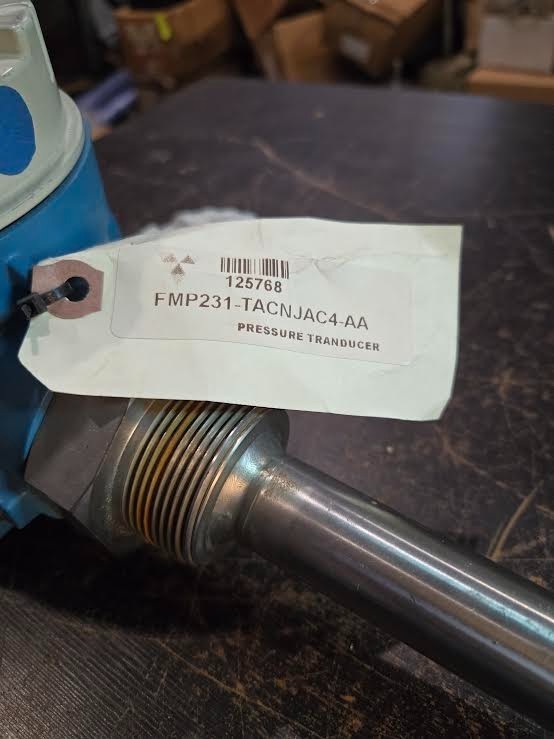 125768
FMP231-TACNJAC4-AA
PRESSURE TRANDUCER